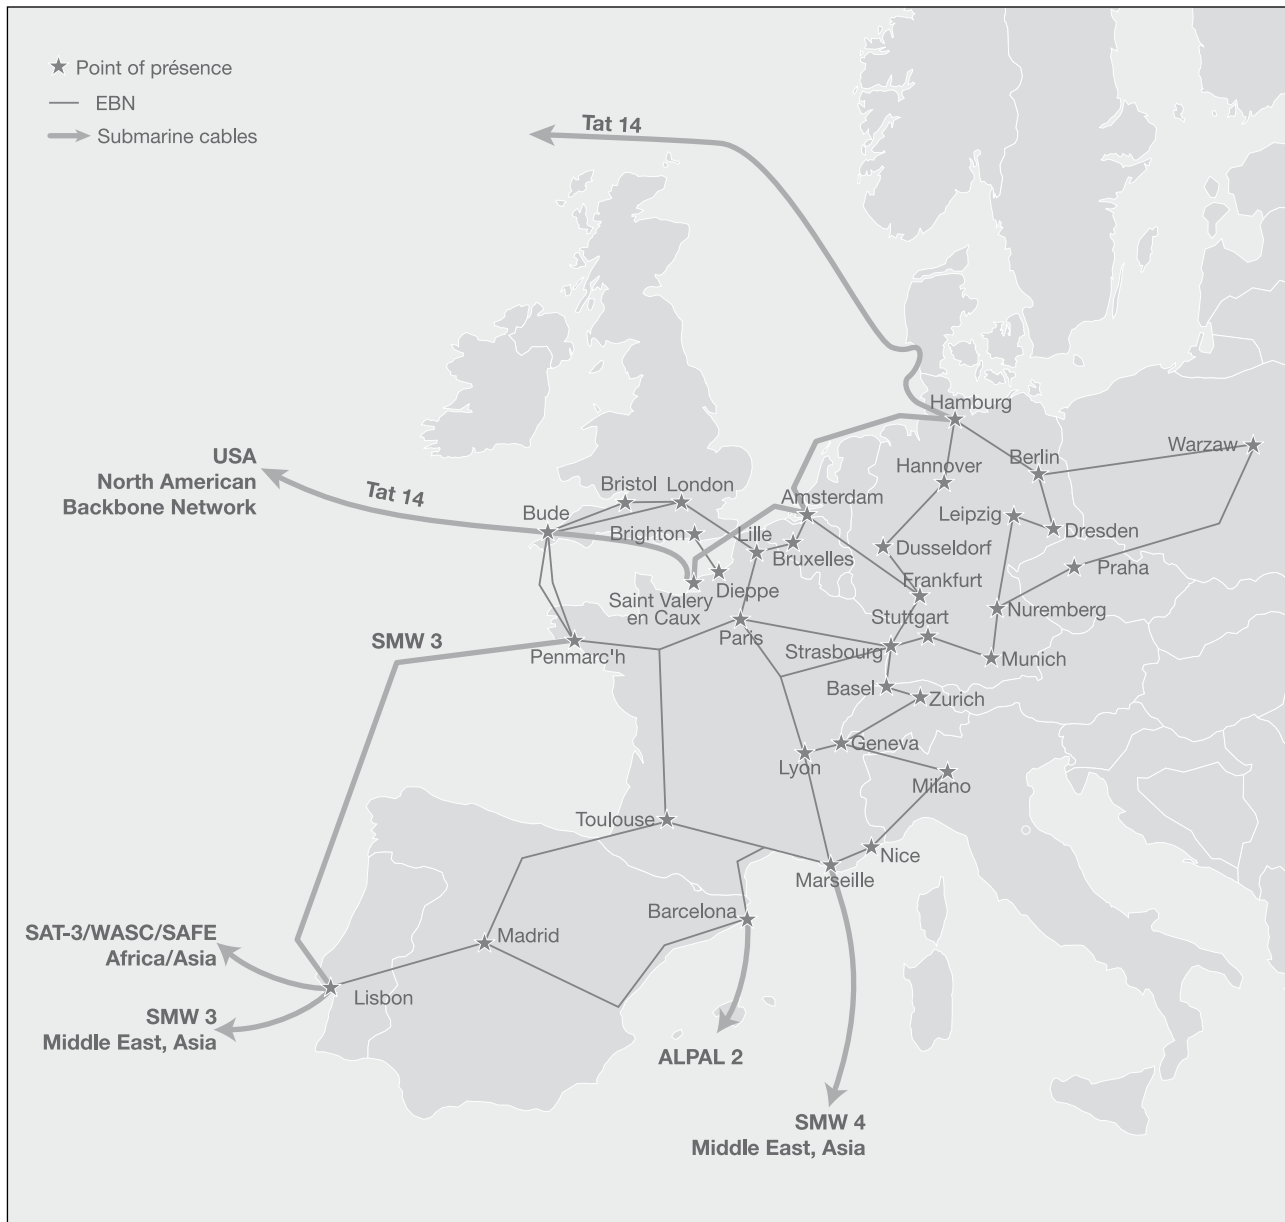 Point of présence
EBN
Submarine cables
Tat 14
Hamburg
Warzaw
USA
North American
Backbone Network
Tat 14
Hannover
Berlin
Bristol
London
Bude
Amsterdam
Leipzig
Brighton
Lille
Dresden
Bruxelles
Dusseldorf
Praha
Dieppe
Frankfurt
Saint Valery
en Caux
Stuttgart
Nuremberg
SMW 3
Penmarc'h
Paris
Strasbourg
Munich
Basel
Zurich
Geneva
Lyon
Milano
Toulouse
Nice
Marseille
Barcelona
SAT-3/WASC/SAFE
Africa/Asia
Madrid
Lisbon
SMW 3
Middle East, Asia
ALPAL 2
SMW 4
Middle East, Asia